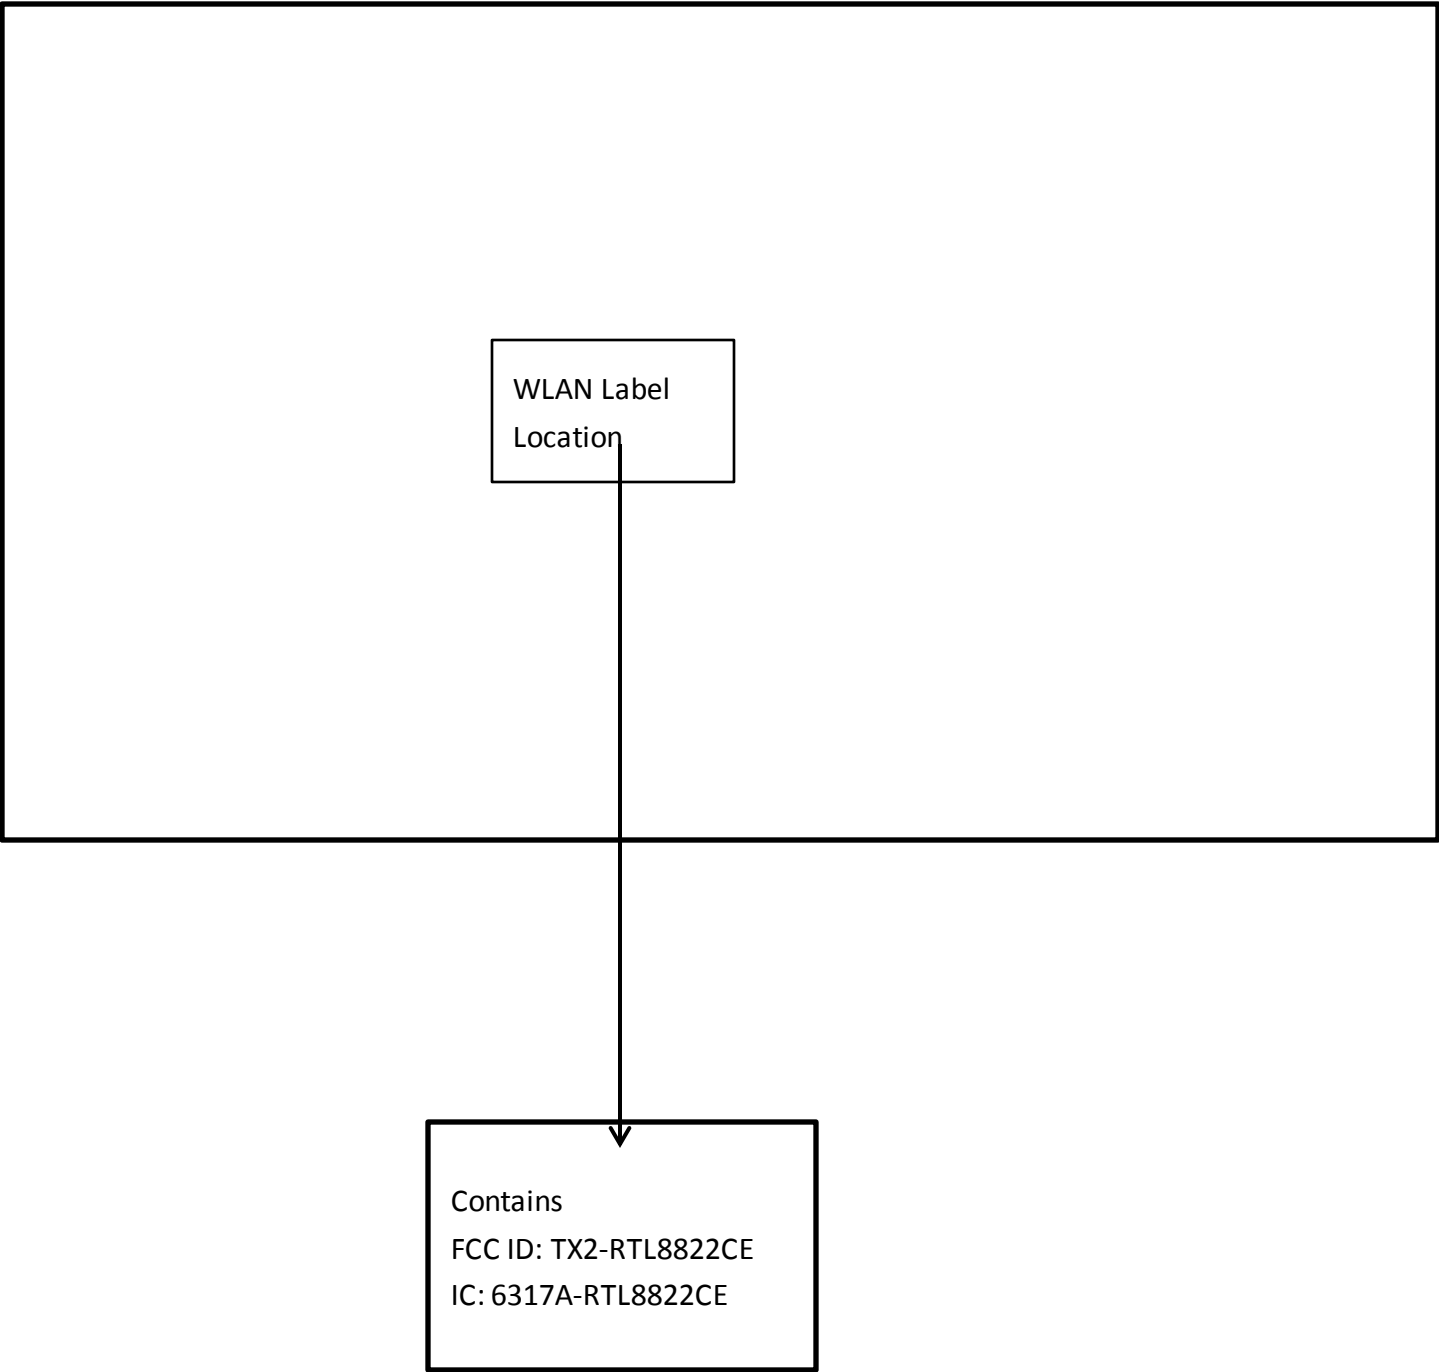 WLAN Label
Location
Contains
FCC ID: TX2-RTL8822CE
IC: 6317A-RTL8822CE